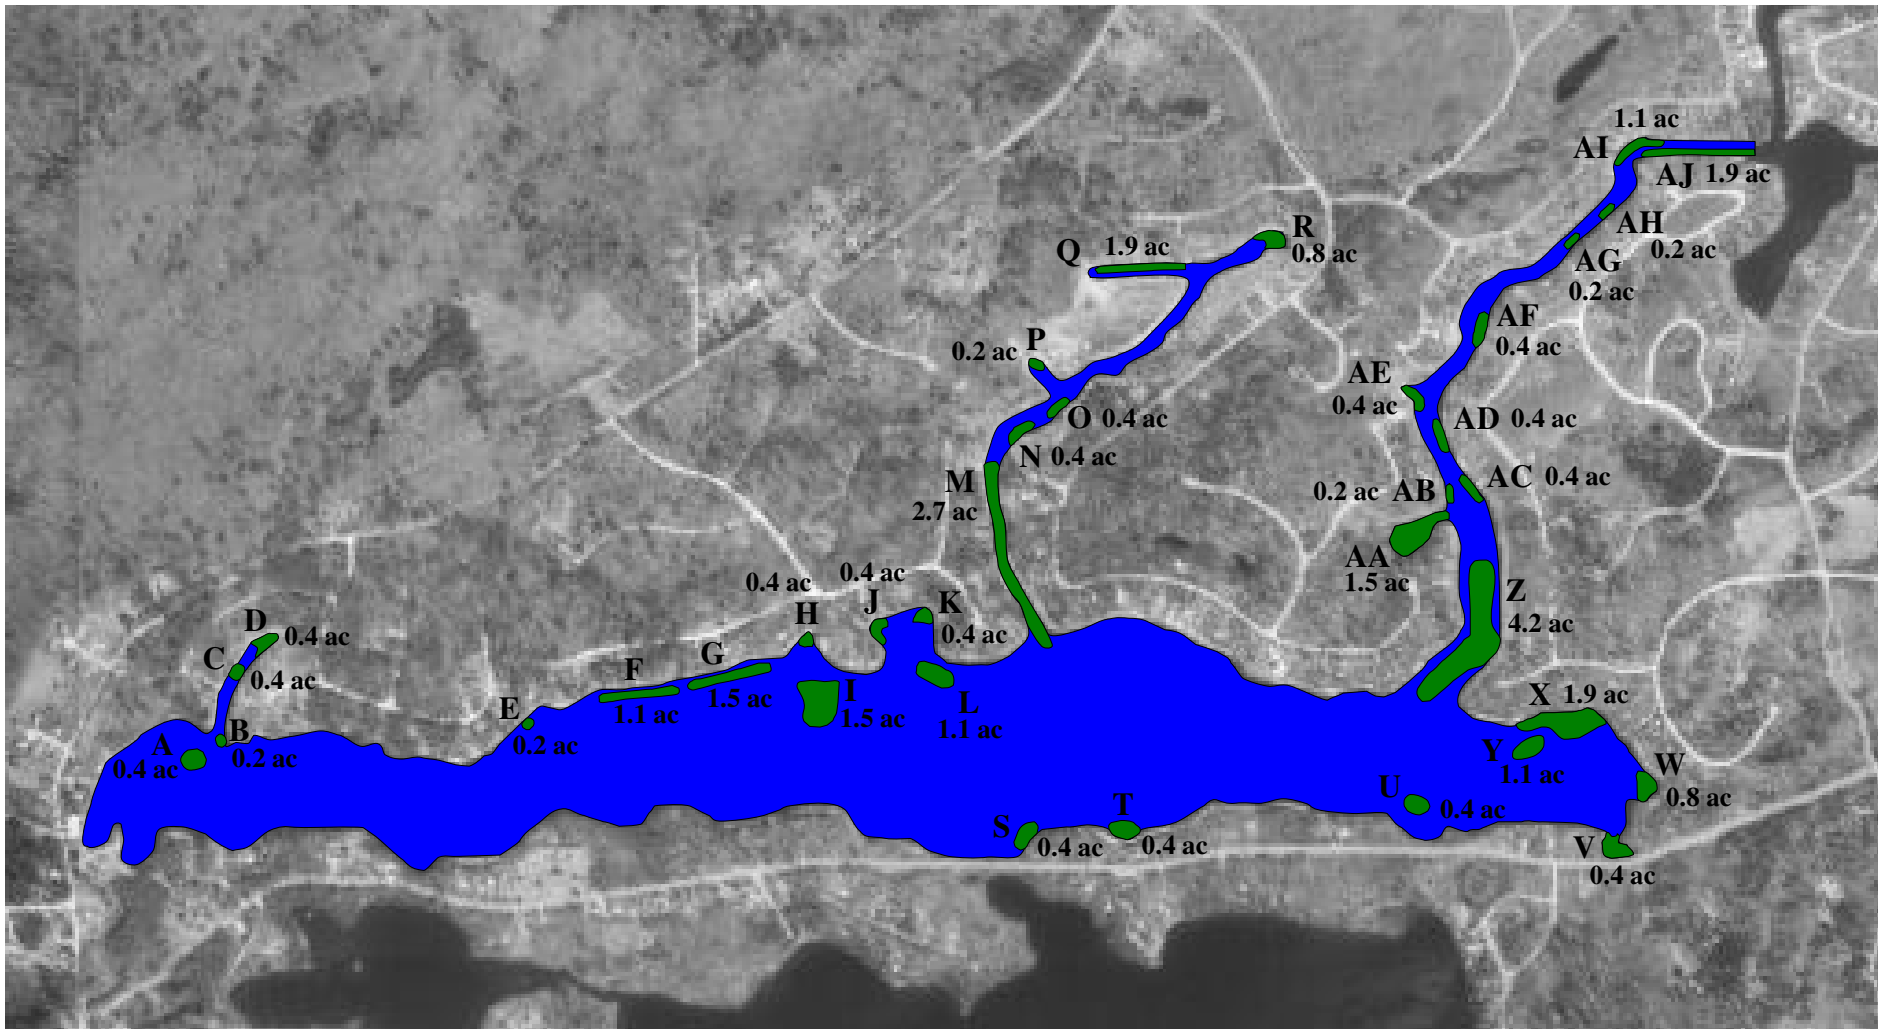 1.1 ac
AI
AJ 1.9 ac
AH
0.2 ac
AG
0.2 ac
R
0.8 ac
Q 1.9 ac
AF
0.4 ac
P
0.2 ac
AE
0.4 ac
O 0.4 ac
AD 0.4 ac
N 0.4 ac
M
2.7 ac
AC 0.4 ac
0.2 ac AB
AA
1.5 ac
Z
4.2 ac
0.4 ac
H
0.4 ac
J
K
0.4 ac
D 0.4 ac
C
0.4 ac
B
0.2 ac
A
0.4 ac
E
0.2 ac
F
1.1 ac
G
1.5 ac
I
1.5 ac
L
1.1 ac
X 1.9 ac
Y
1.1 ac
W
0.8 ac
U
0.4 ac
T
0.4 ac
S
0.4 ac
V
0.4 ac